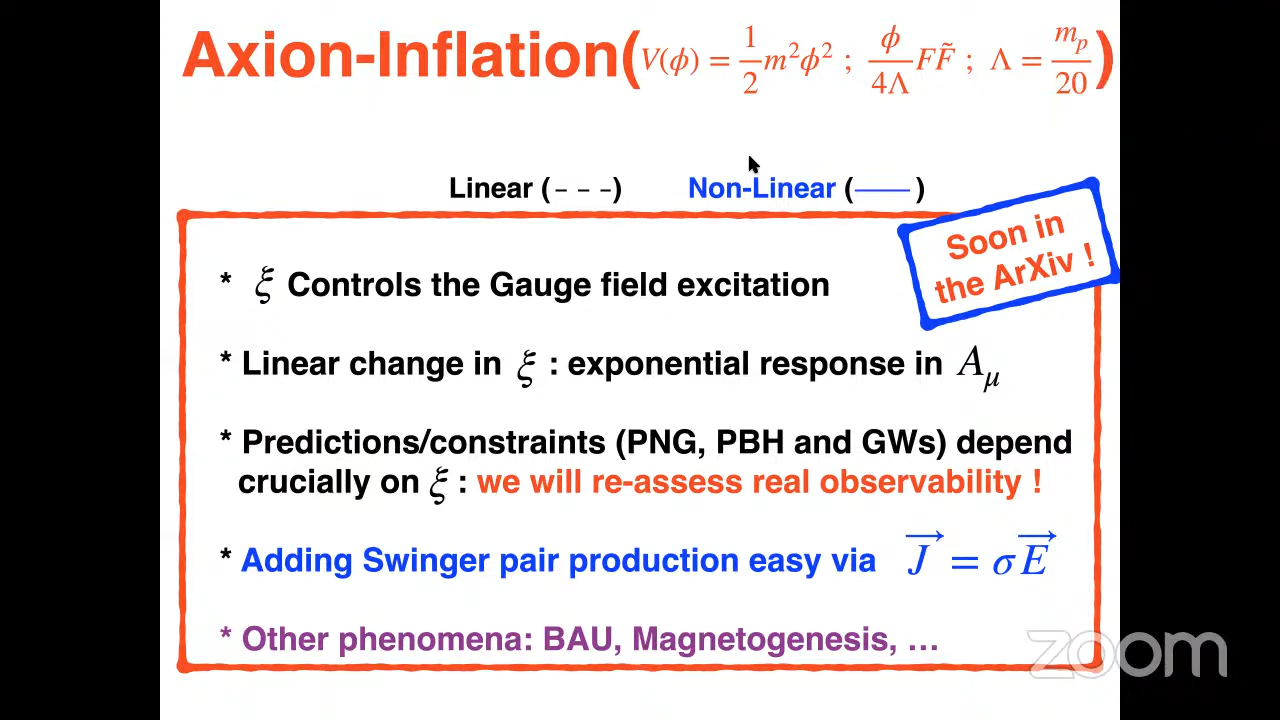 Axion-Inflation(V(ϕ) = 1/2 m²ϕ² ; ϕ/4Λ FF̃ ; Λ = mₚ/20)
Linear (- - -) Non-Linear (——)
Soon in
the ArXiv !
* ξ Controls the Gauge field excitation
* Linear change in ξ : exponential response in A_μ
* Predictions/constraints (PNG, PBH and GWs) depend
crucially on ξ : we will re-assess real observability !
* Adding Swinger pair production easy via J⃗ = σE⃗
* Other phenomena: BAU, Magnetogenesis, …
zoom